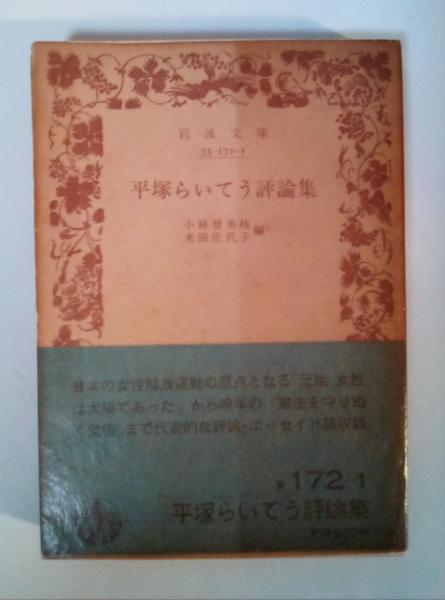 岩波文庫
33-172-1
平塚らいてう評論集
小林登美枝
米田佐代子 編
日本の女性解放運動の原点となる「元始，女性
は太陽であった」から晩年の「憲法を守りぬ
く覚悟」まで代表的な評論・エッセイ36篇収録
青 172-1
平塚らいてう評論集